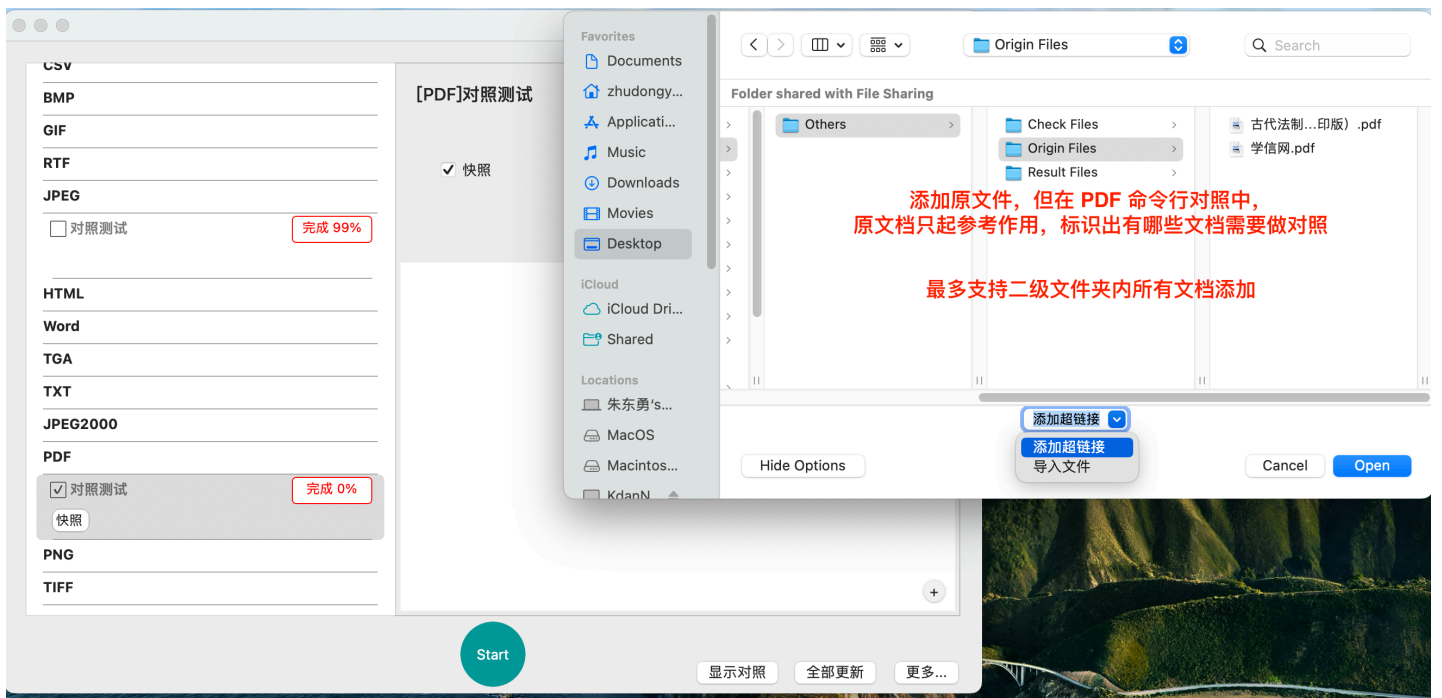 CSV
BMP
GIF
RTF
JPEG
对照测试
完成 99%
HTML
Word
TGA
TXT
JPEG2000
PDF
对照测试
完成 0%
快照
PNG
TIFF
[PDF]对照测试
快照
+
Start
显示对照
全部更新
更多...
Favorites
Documents
zhudongy...
Applicati...
Music
Downloads
Movies
Desktop
iCloud
iCloud Dri...
Shared
Locations
朱东勇‘s...
MacOS
Macintos...
KdanN
Origin Files
Search
Folder shared with File Sharing
Others
Check Files
Origin Files
Result Files
古代法制...印版）.pdf
学信网.pdf
添加原文件，但在 PDF 命令行对照中，
原文档只起参考作用，标识出有哪些文档需要做对照
最多支持二级文件夹内所有文档添加
添加超链接
添加超链接
导入文件
Hide Options
Cancel
Open